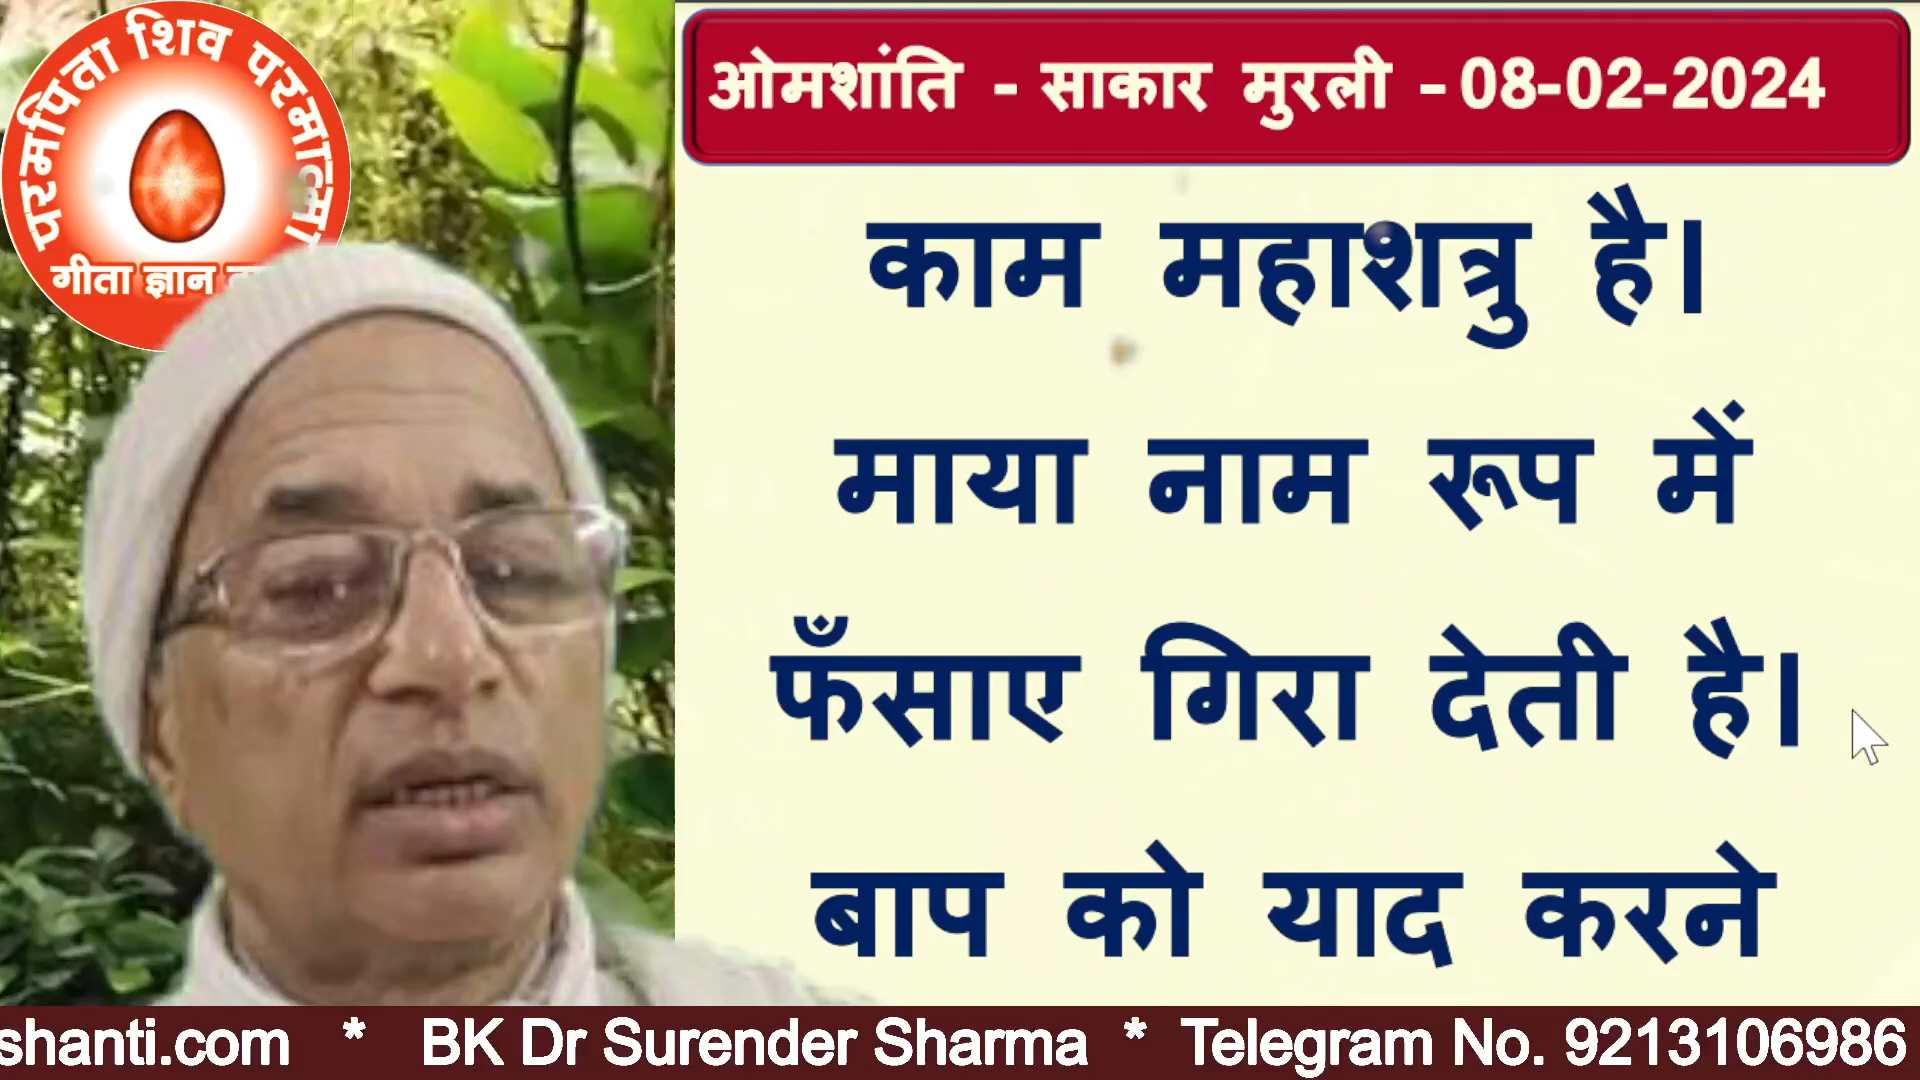 परमपिता शिव परमात्मा
गीता ज्ञान
ओमशांति - साकार मुरली - 08-02-2024
काम महाशत्रु है।
माया नाम रूप में
फँसाए गिरा देती है।
बाप को याद करने
shanti.com * BK Dr Surender Sharma * Telegram No. 9213106986